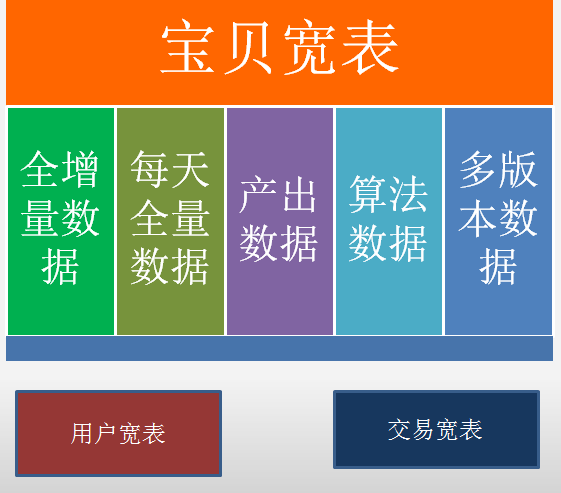 宝贝宽表
全增
量数
据
每天
全量
数据
产出
数据
算法
数据
多版
本数
据
用户宽表
交易宽表